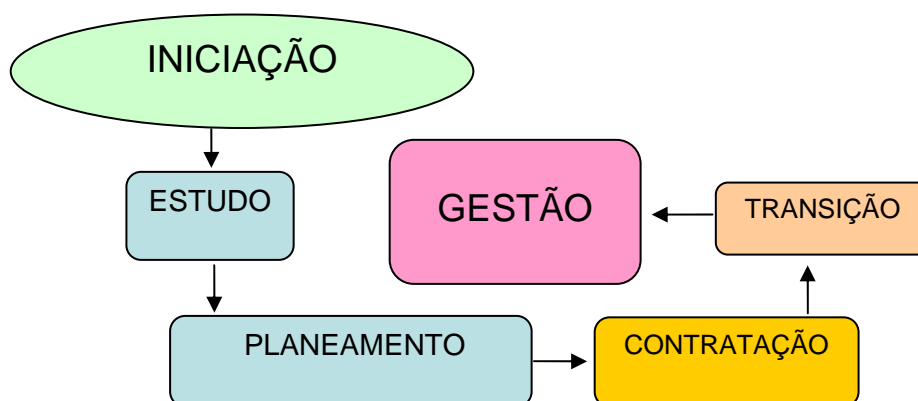 INICIAÇÃO
ESTUDO
PLANEAMENTO
CONTRATAÇÃO
TRANSIÇÃO
GESTÃO